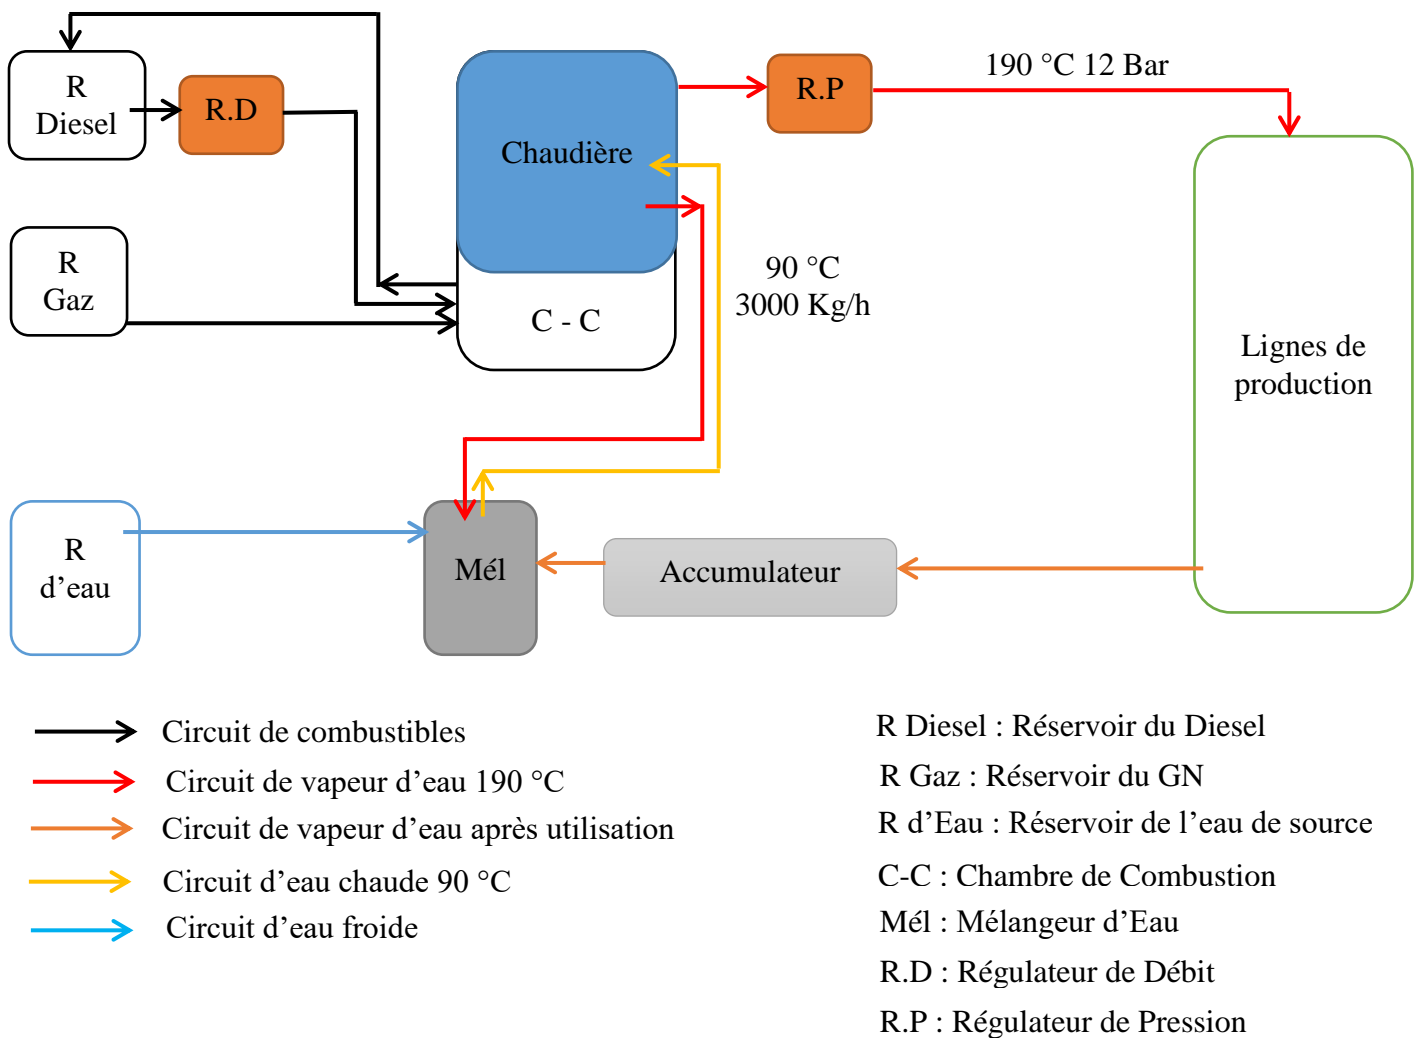 R
Diesel
R.D
Chaudière
R.P
190 °C 12 Bar
R
Gaz
C - C
90 °C
3000 Kg/h
Lignes de
production
R
d’eau
Mél
Accumulateur
Circuit de combustibles
Circuit de vapeur d’eau 190 °C
Circuit de vapeur d’eau après utilisation
Circuit d’eau chaude 90 °C
Circuit d’eau froide
R Diesel : Réservoir du Diesel
R Gaz : Réservoir du GN
R d’Eau : Réservoir de l’eau de source
C-C : Chambre de Combustion
Mél : Mélangeur d’Eau
R.D : Régulateur de Débit
R.P : Régulateur de Pression